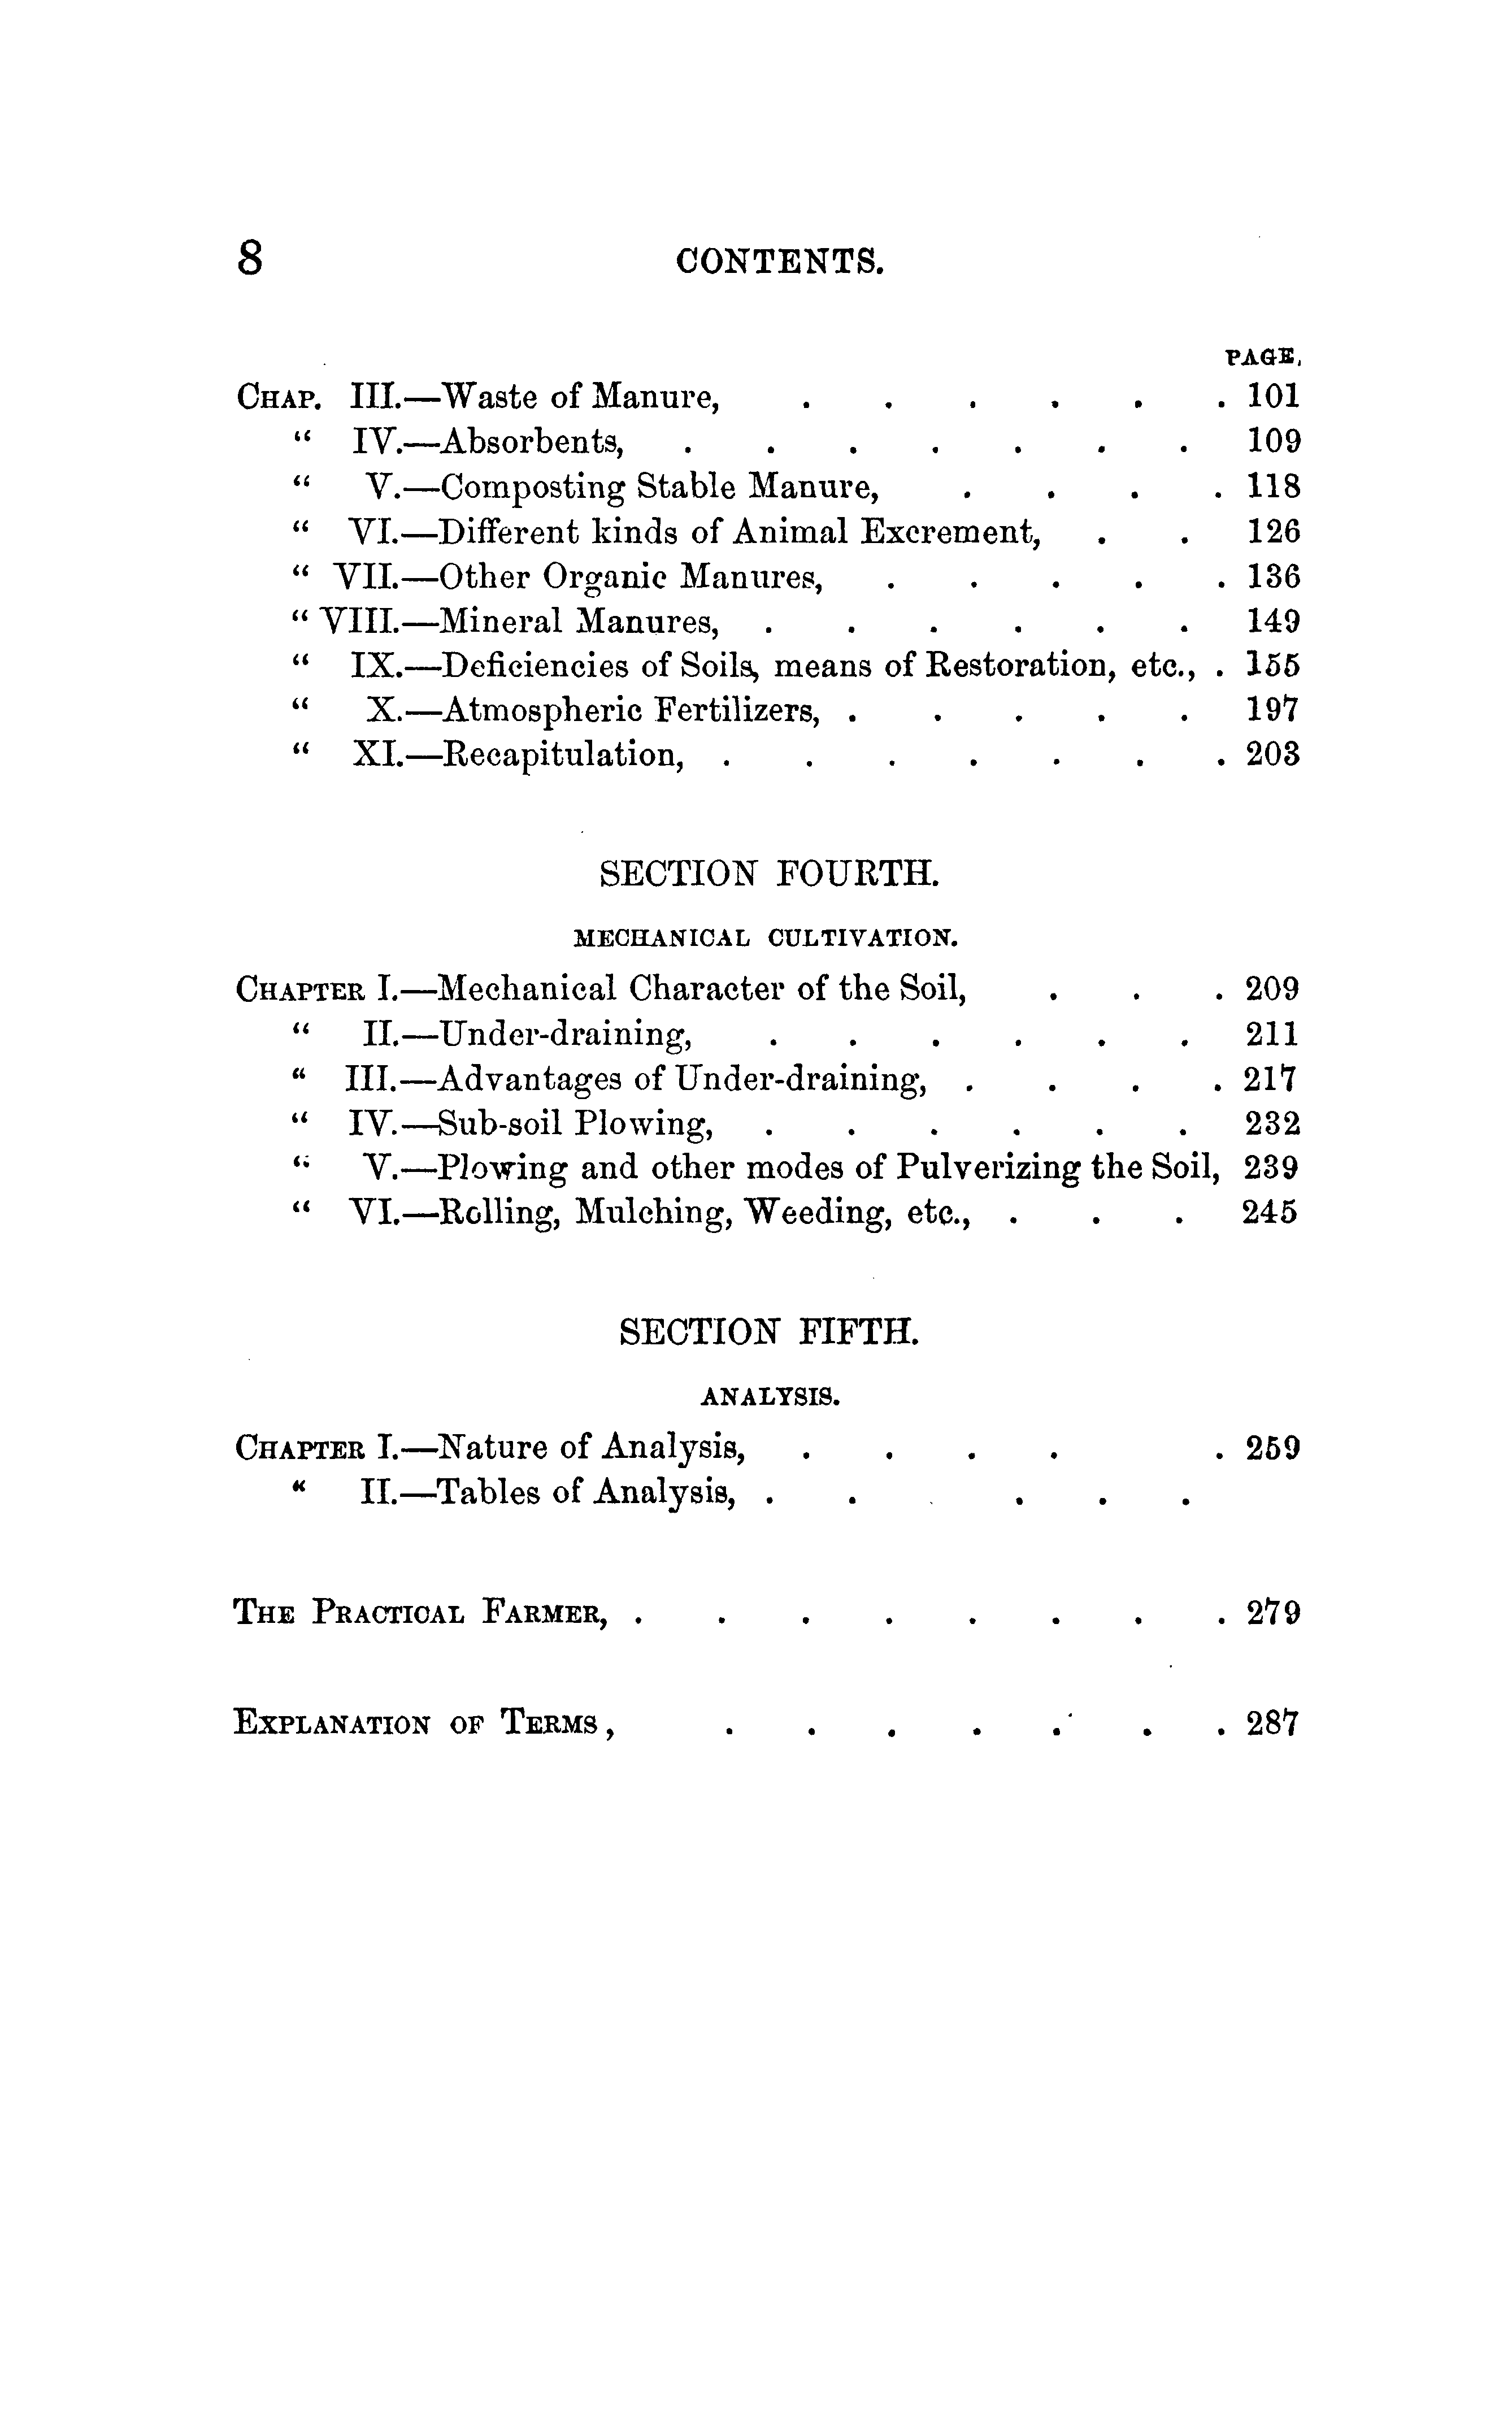 8 CONTENTS.
PAGE.
CHAP. III.—Waste of Manure, . . . . . . 101
“ IV.—Absorbents, . . . . . . . 109
“ V.—Composting Stable Manure, . . . . 118
“ VI.—Different kinds of Animal Excrement, . . 126
“ VII.—Other Organic Manures, . . . . . 136
“ VIII.—Mineral Manures, . . . . . . 149
“ IX.—Deficiencies of Soils, means of Restoration, etc., . 155
“ X.—Atmospheric Fertilizers, . . . . . 197
“ XI.—Recapitulation, . . . . . . . 203
SECTION FOURTH.
MECHANICAL CULTIVATION.
CHAPTER I.—Mechanical Character of the Soil, . . . 209
“ II.—Under-draining, . . . . . . 211
“ III.—Advantages of Under-draining, . . . . 217
“ IV.—Sub-soil Plowing, . . . . . . 232
“ V.—Plowing and other modes of Pulverizing the Soil, 239
“ VI.—Rolling, Mulching, Weeding, etc., . . . 245
SECTION FIFTH.
ANALYSIS.
CHAPTER I.—Nature of Analysis, . . . . . 259
“ II.—Tables of Analysis, . . . . .
THE PRACTICAL FARMER, . . . . . . . . 279
EXPLANATION OF TERMS, . . . . . . . 287